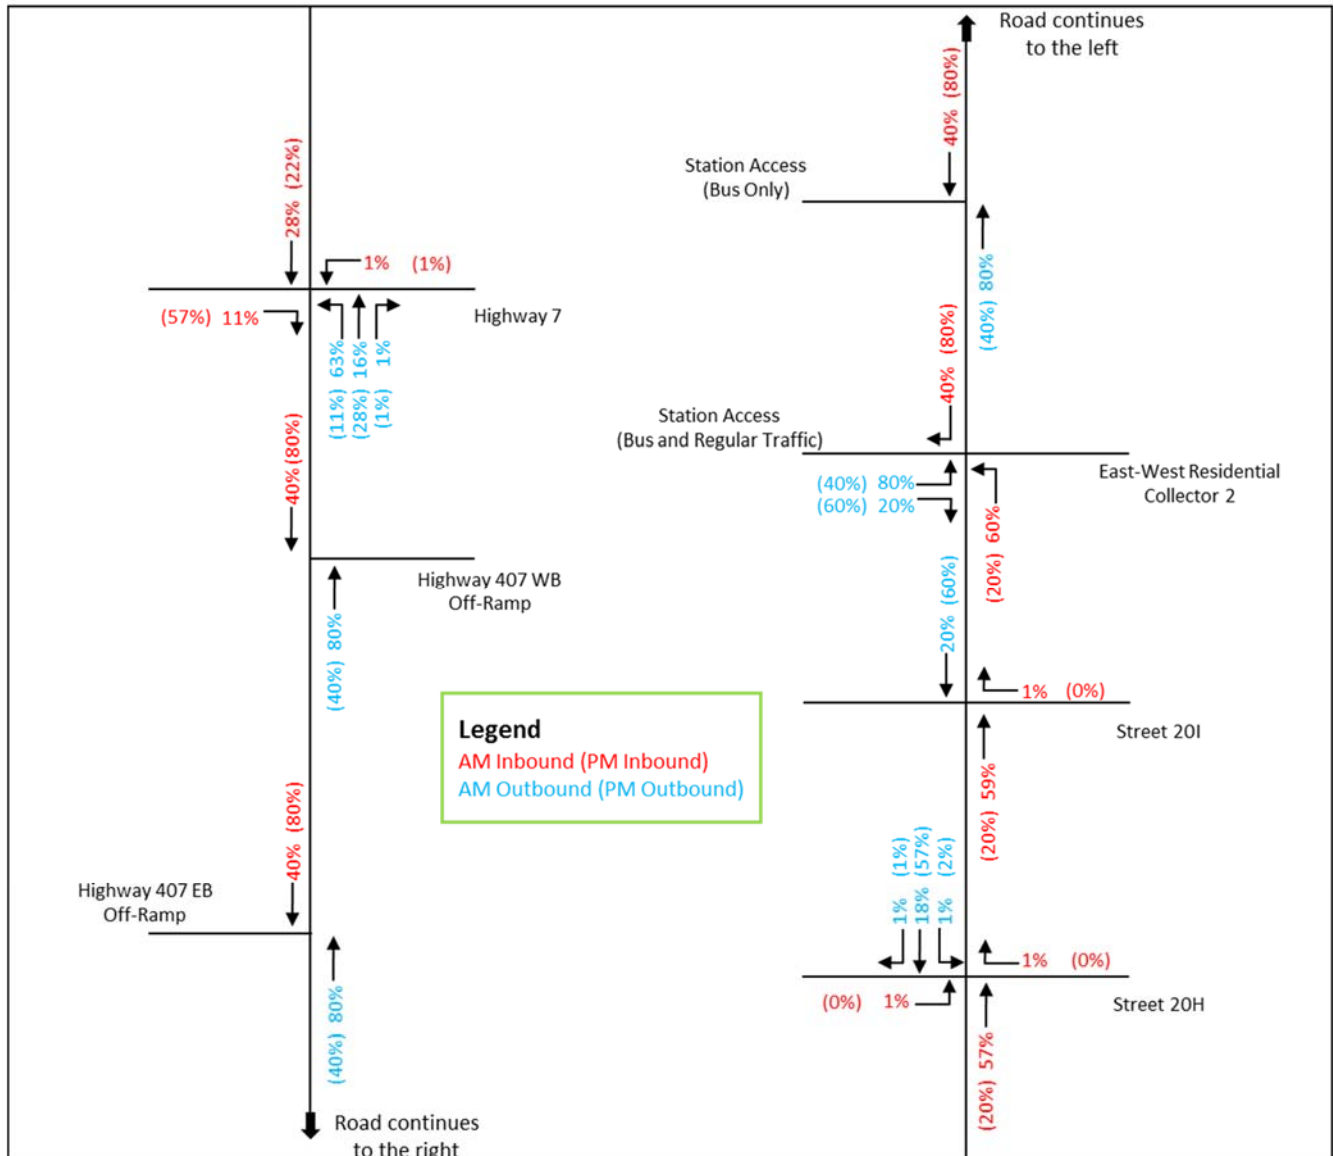 Road continues
to the left
40% (80%)
Station Access
(Bus Only)
28% (22%)
1% (1%)
(57%) 11%
Highway 7
(11%) 63%
(28%) 16%
(1%) 1%
(40%) 80%
40% (80%)
Station Access
(Bus and Regular Traffic)
40% (80%)
(40%) 80%
(60%) 20%
East-West Residential
Collector 2
(20%) 60%
Highway 407 WB
Off-Ramp
(40%) 80%
20% (60%)
1% (0%)
Street 20I
Legend
AM Inbound (PM Inbound)
AM Outbound (PM Outbound)
(20%) 59%
40% (80%)
Highway 407 EB
Off-Ramp
1% (1%)
18% (57%)
1% (2%)
1% (0%)
(0%) 1%
Street 20H
(40%) 80%
(20%) 57%
Road continues
to the right